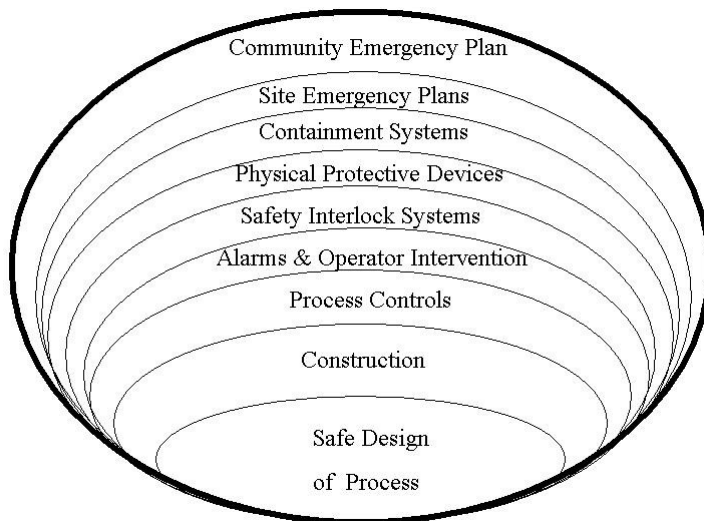 Community Emergency Plan
Site Emergency Plans
Containment Systems
Physical Protective Devices
Safety Interlock Systems
Alarms & Operator Intervention
Process Controls
Construction
Safe Design
of Process